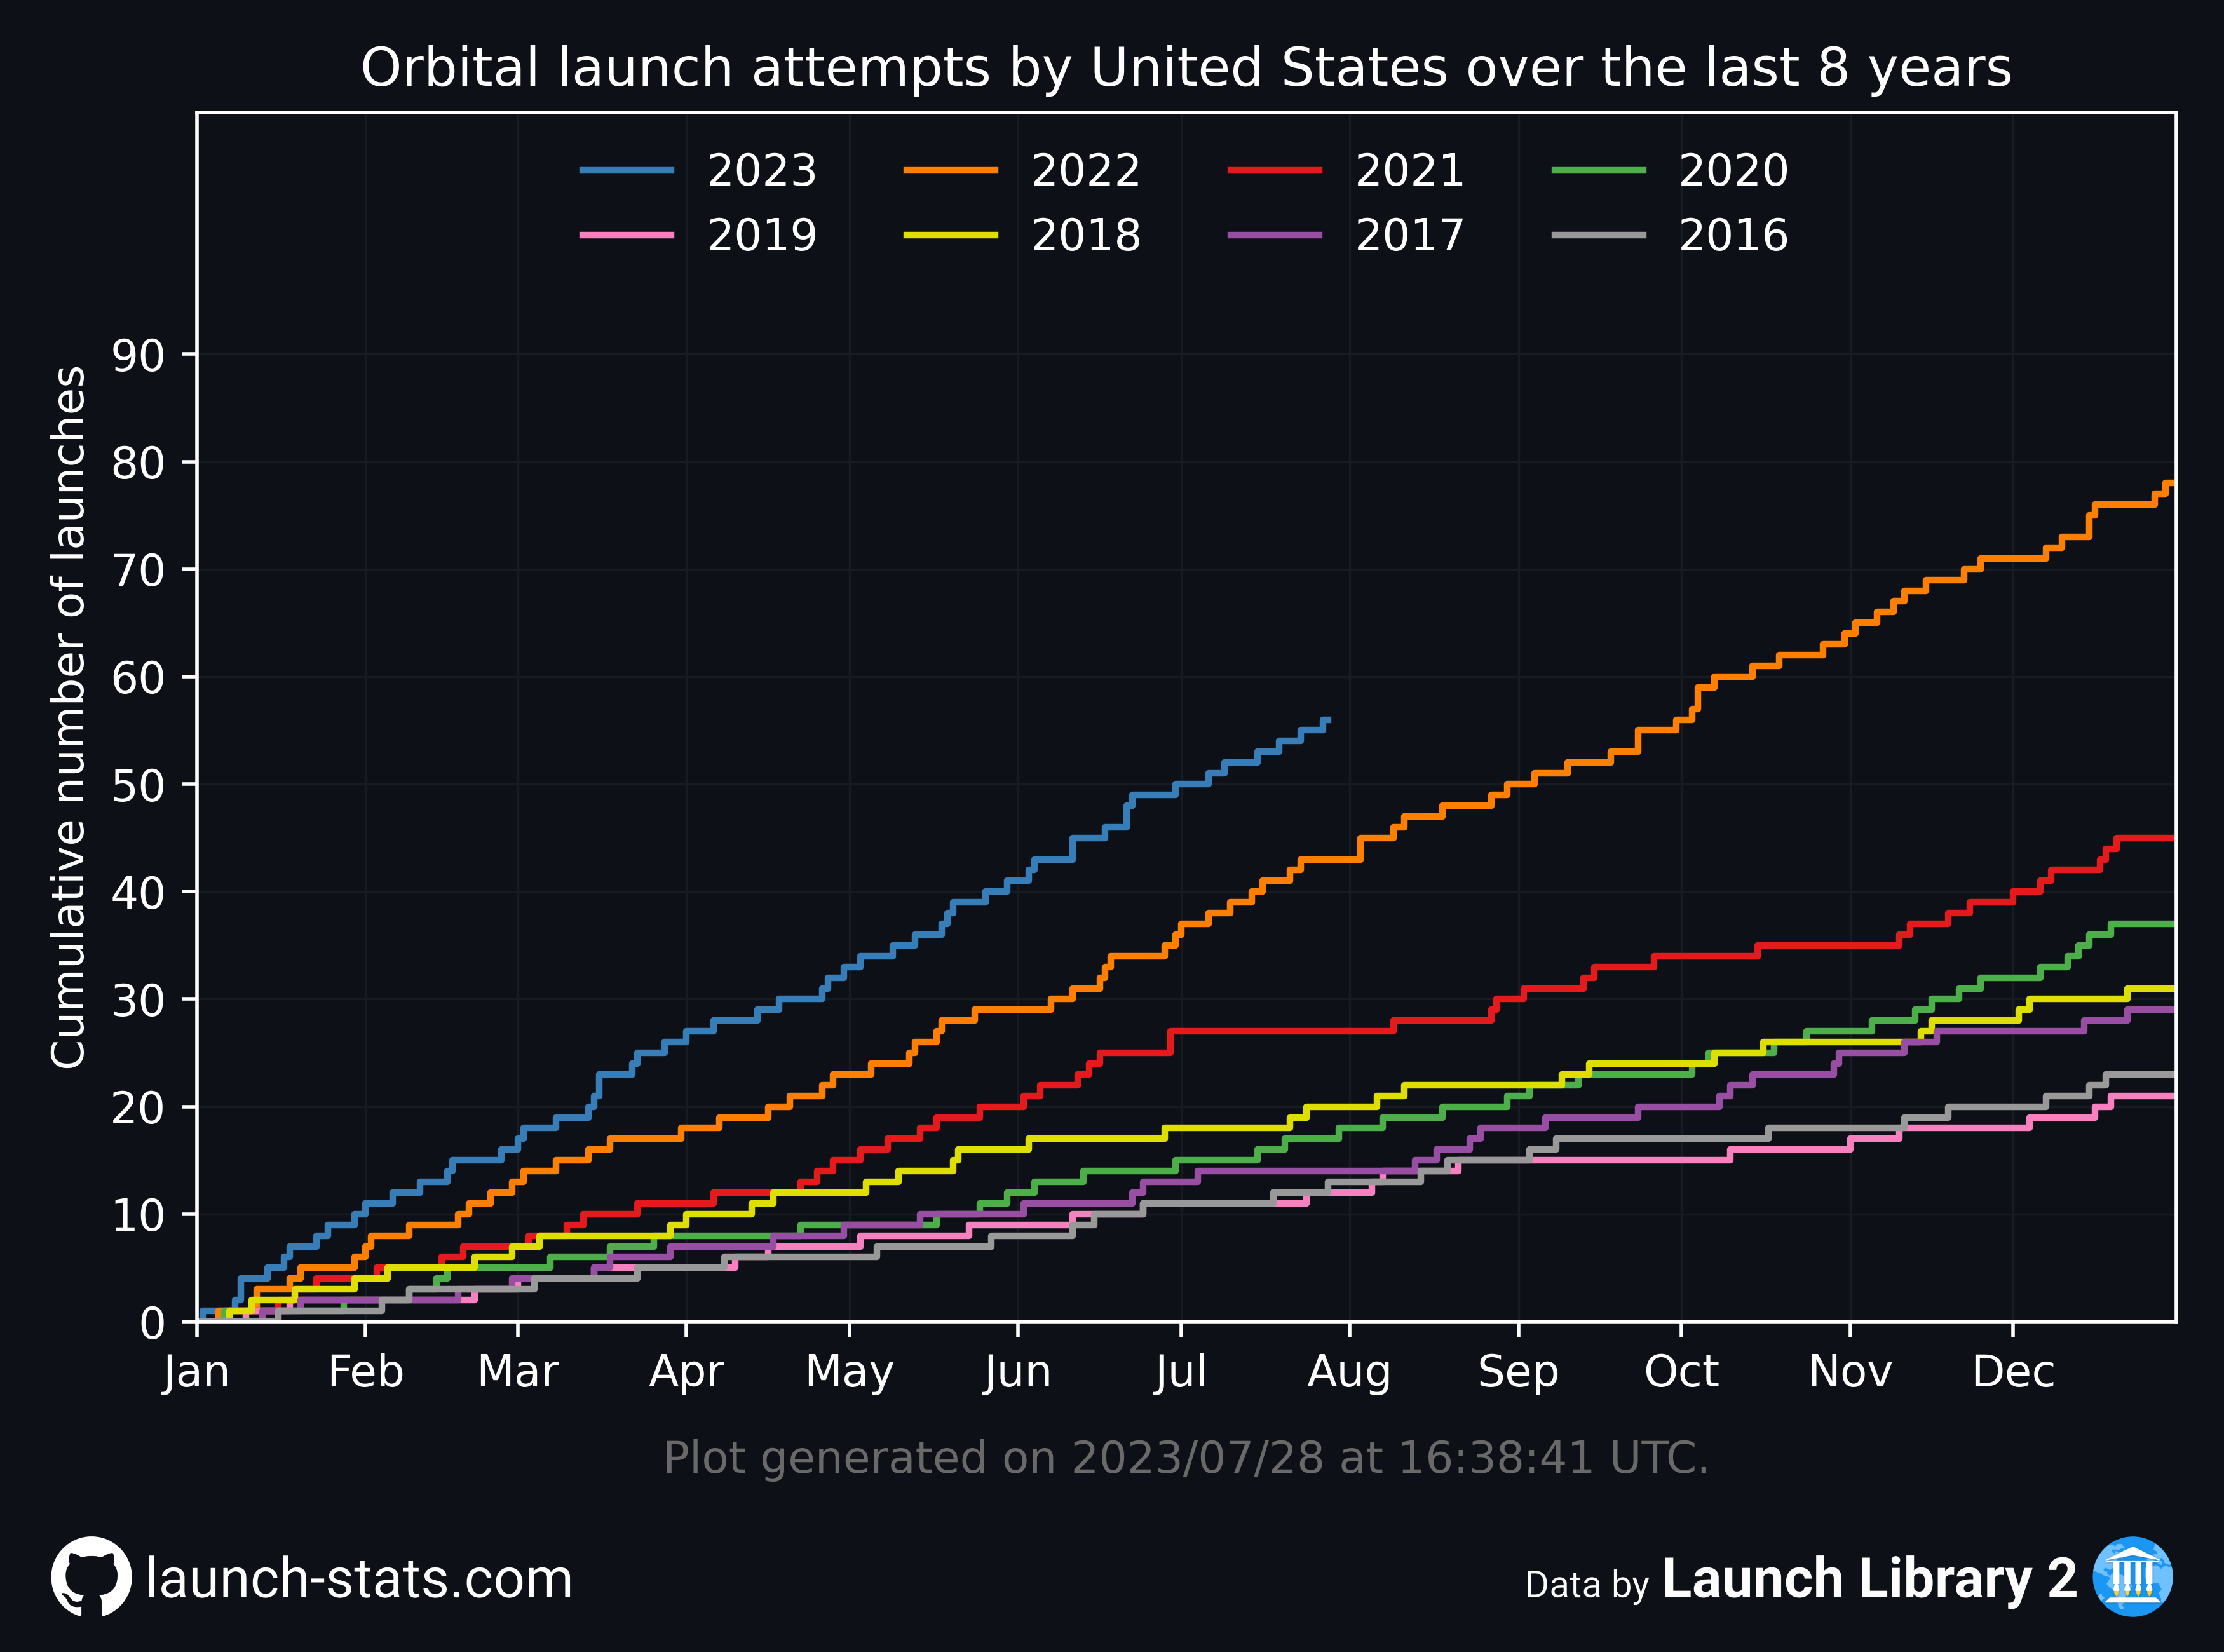 Orbital launch attempts by United States over the last 8 years
2023 2022 2021 2020
2019 2018 2017 2016
Cumulative number of launches
90
80
70
60
50
40
30
20
10
0
Jan Feb Mar Apr May Jun Jul Aug Sep Oct Nov Dec
Plot generated on 2023/07/28 at 16:38:41 UTC.
launch-stats.com
Data by Launch Library 2